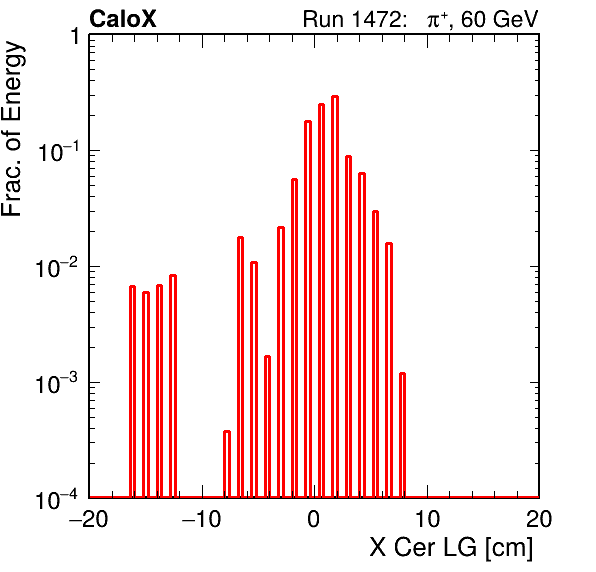 CaloX Run 1472: π⁺, 60 GeV
Frac. of Energy
1
10⁻¹
10⁻²
10⁻³
10⁻⁴
−20 −10 0 10 20
X Cer LG [cm]